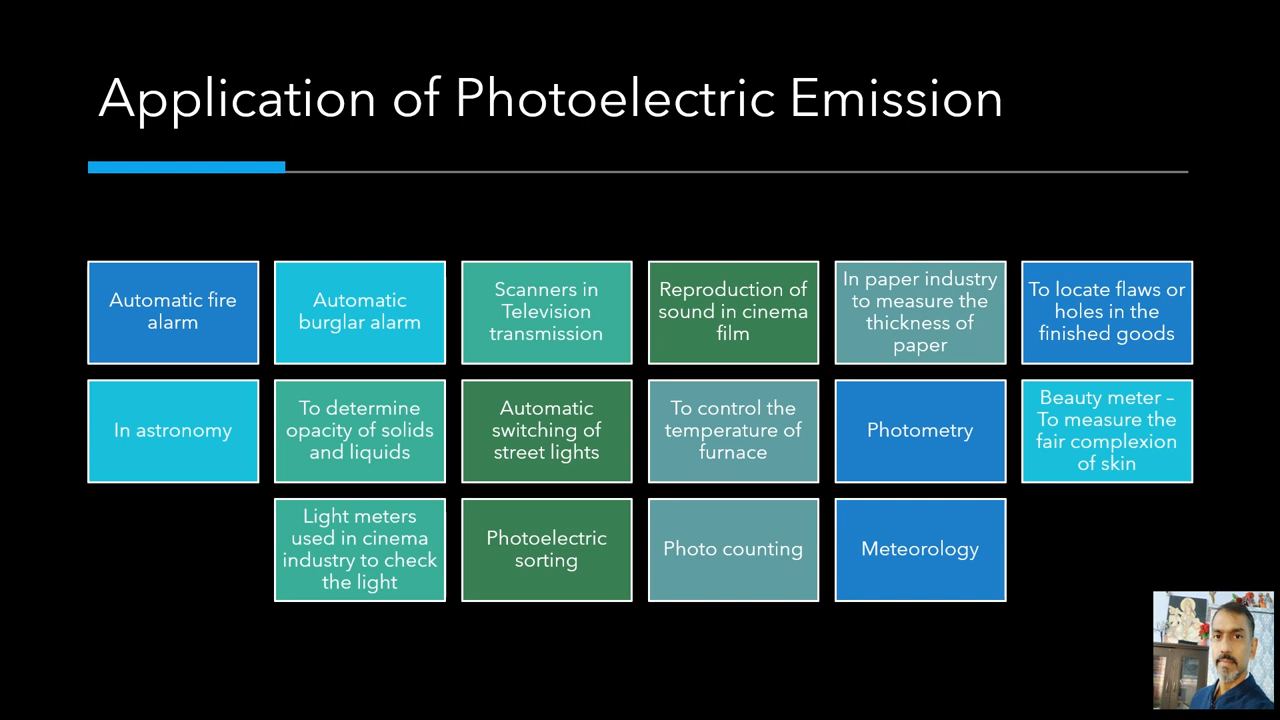 Application of Photoelectric Emission
Automatic fire
alarm
Automatic
burglar alarm
Scanners in
Television
transmission
Reproduction of
sound in cinema
film
In paper industry
to measure the
thickness of
paper
To locate flaws or
holes in the
finished goods
In astronomy
To determine
opacity of solids
and liquids
Automatic
switching of
street lights
To control the
temperature of
furnace
Photometry
Beauty meter –
To measure the
fair complexion
of skin
Light meters
used in cinema
industry to check
the light
Photoelectric
sorting
Photo counting
Meteorology